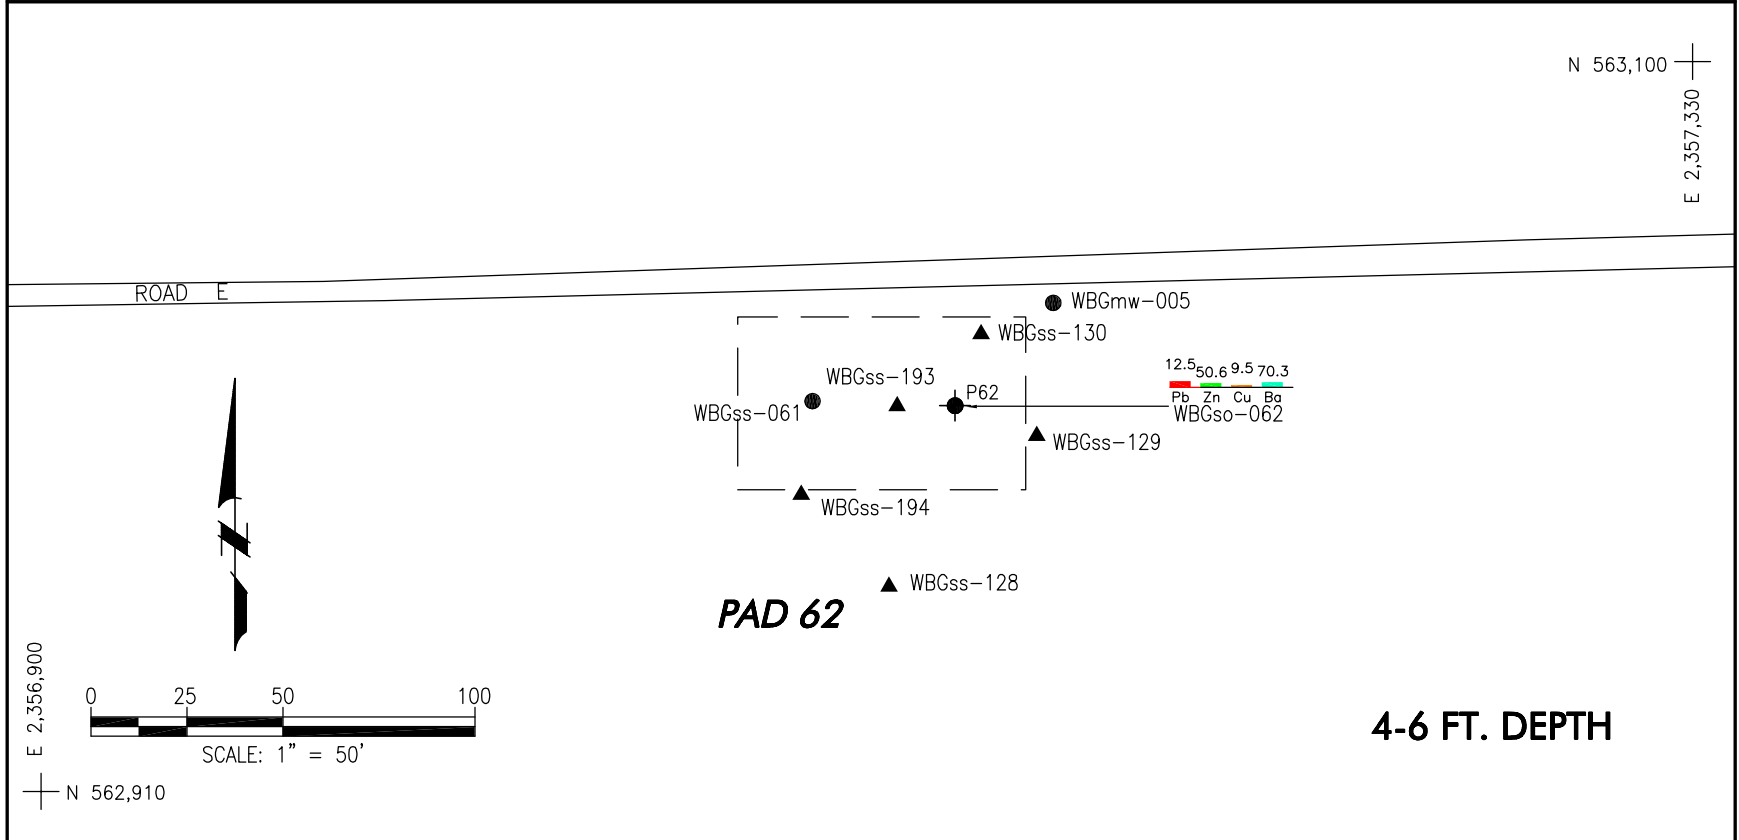 N 563,100
E 2,357,330
ROAD E
WBGmw-005
WBGss-130
12.5 50.6 9.5 70.3
WBGss-193
P62
Pb Zn Cu Ba
WBGss-061
WBGso-062
WBGss-129
WBGss-194
N
WBGss-128
PAD 62
E 2,356,900
0 25 50 100
4-6 FT. DEPTH
SCALE: 1" = 50'
N 562,910